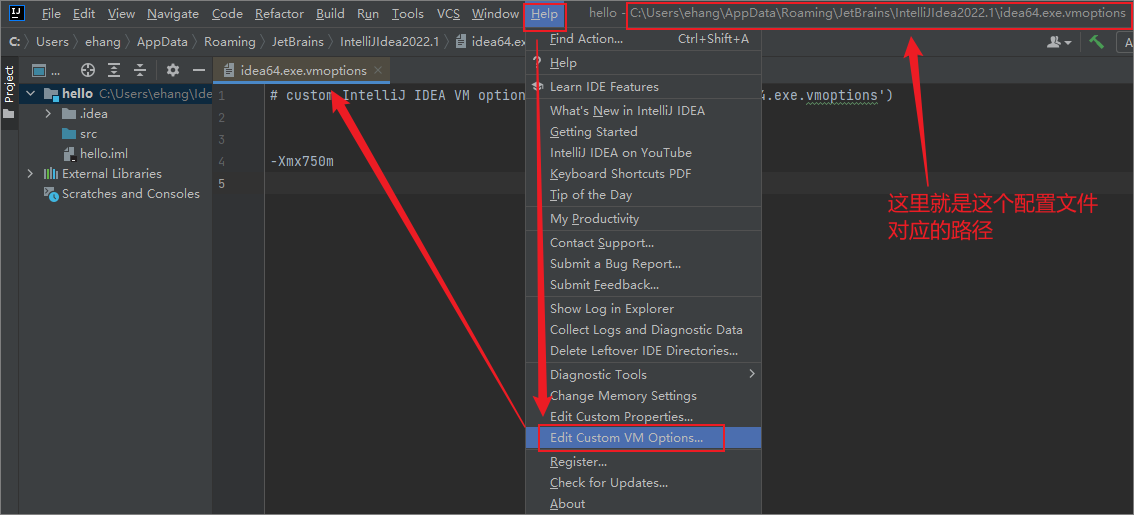 IJ File Edit View Navigate Code Refactor Build Run Tools VCS Window Help hello - C:\Users\ehang\AppData\Roaming\JetBrains\IntelliJIdea2022.1\idea64.exe.vmoptions
C: Users ehang AppData Roaming JetBrains IntelliJIdea2022.1 idea64.ex
Project
...
idea64.exe.vmoptions
hello C:\Users\ehang\Ide
.idea
src
hello.iml
External Libraries
Scratches and Consoles
1 # custom IntelliJ IDEA VM option 4.exe.vmoptions')
2
3
4 -Xmx750m
5
Find Action... Ctrl+Shift+A
? Help
Learn IDE Features
What's New in IntelliJ IDEA
Getting Started
IntelliJ IDEA on YouTube
Keyboard Shortcuts PDF
Tip of the Day
My Productivity
Contact Support...
Submit a Bug Report...
Submit Feedback...
Show Log in Explorer
Collect Logs and Diagnostic Data
Delete Leftover IDE Directories...
Diagnostic Tools
Change Memory Settings
Edit Custom Properties...
Edit Custom VM Options...
Register...
Check for Updates...
About
这里就是这个配置文件
对应的路径